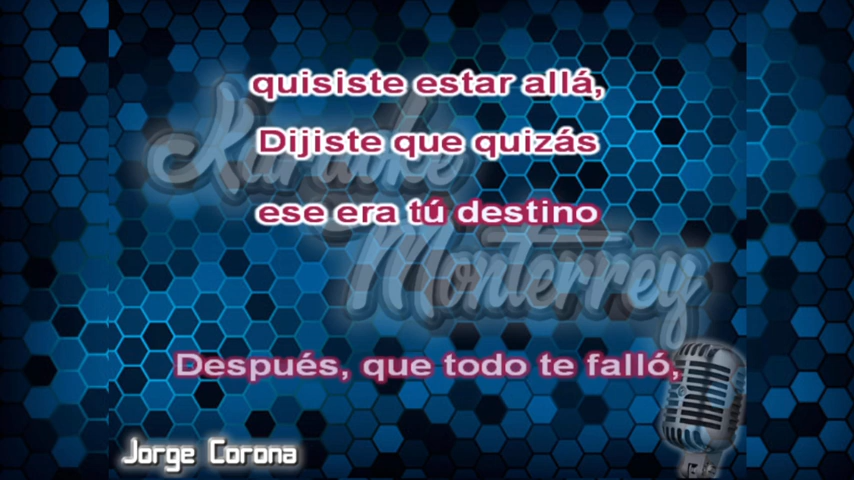 quisiste estar allá,
Dijiste que quizás
ese era tú destino
Karaoke
Monterrey
Después, que todo te falló,
Jorge Corona